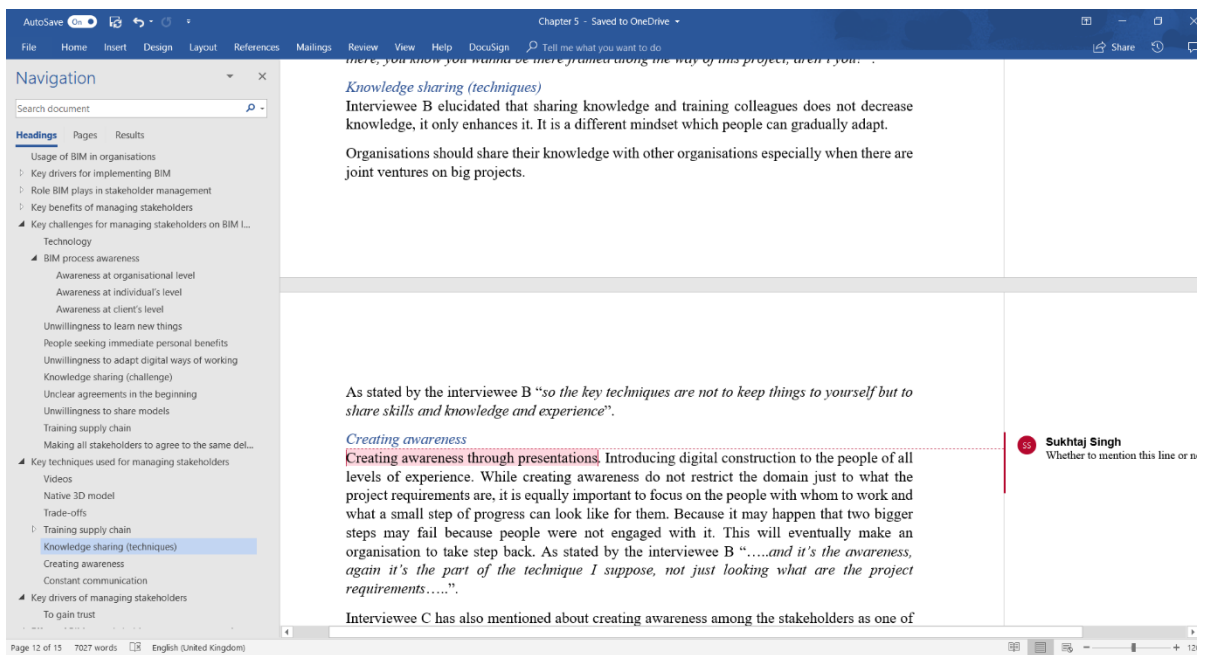 AutoSave On Chapter 5 - Saved to OneDrive
File Home Insert Design Layout References Mailings Review View Help DocuSign Tell me what you want to do Share
Navigation
Search document
Headings Pages Results
Usage of BIM in organisations
Key drivers for implementing BIM
Role BIM plays in stakeholder management
Key benefits of managing stakeholders
Key challenges for managing stakeholders on BIM I...
Technology
BIM process awareness
Awareness at organisational level
Awareness at individual's level
Awareness at client's level
Unwillingness to learn new things
People seeking immediate personal benefits
Unwillingness to adapt digital ways of working
Knowledge sharing (challenge)
Unclear agreements in the beginning
Unwillingness to share models
Training supply chain
Making all stakeholders to agree to the same del...
Key techniques used for managing stakeholders
Videos
Native 3D model
Trade-offs
Training supply chain
Knowledge sharing (techniques)
Creating awareness
Constant communication
Key drivers of managing stakeholders
To gain trust
there, you know you wanna be there framed along the way of this project, aren't you?".
Knowledge sharing (techniques)
Interviewee B elucidated that sharing knowledge and training colleagues does not decrease
knowledge, it only enhances it. It is a different mindset which people can gradually adapt.
Organisations should share their knowledge with other organisations especially when there are
joint ventures on big projects.
As stated by the interviewee B “so the key techniques are not to keep things to yourself but to
share skills and knowledge and experience”.
Creating awareness
Creating awareness through presentations. Introducing digital construction to the people of all
levels of experience. While creating awareness do not restrict the domain just to what the
project requirements are, it is equally important to focus on the people with whom to work and
what a small step of progress can look like for them. Because it may happen that two bigger
steps may fail because people were not engaged with it. This will eventually make an
organisation to take step back. As stated by the interviewee B “…..and it's the awareness,
again it's the part of the technique I suppose, not just looking what are the project
requirements…..”.
Interviewee C has also mentioned about creating awareness among the stakeholders as one of
SS Sukhtaj Singh
Whether to mention this line or
Page 12 of 15 7027 words English (United Kingdom)